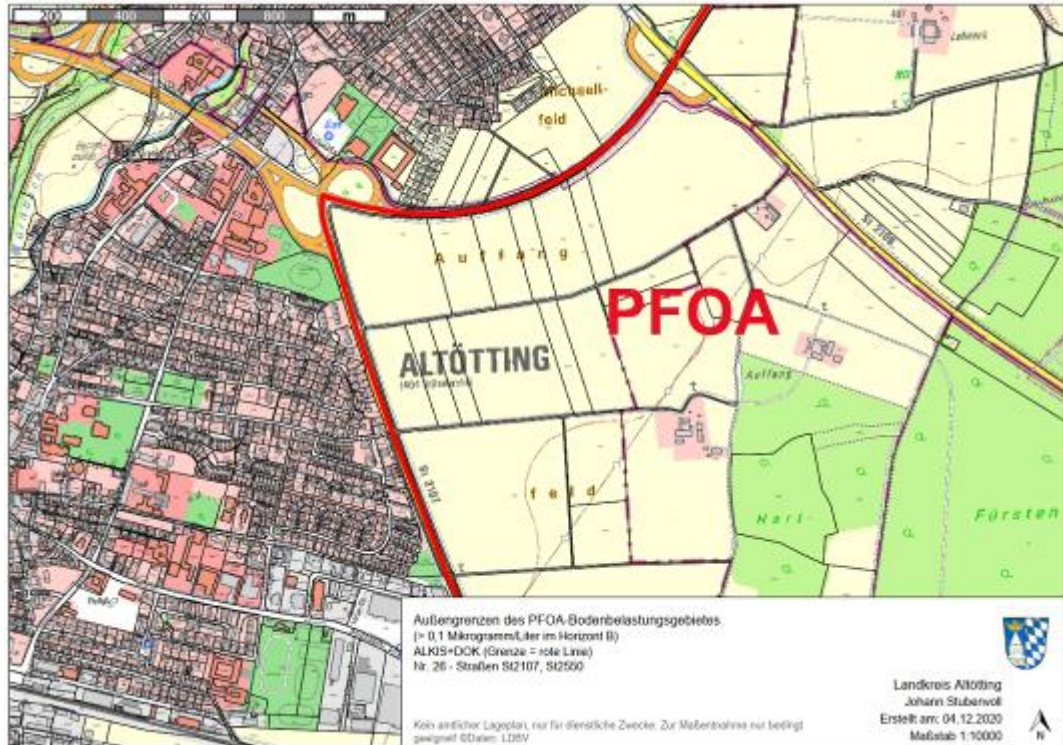 200 400 600 800 m
Lehneck
Michaeli-
feld
Auffang-
St 2108
PFOA
ALTÖTTING
Auffang
St 2107
- feld
Hart-
Fürsten
Außengrenzen des PFOA-Bodenbelastungsgebietes
(> 0,1 Mikrogramm/Liter im Horizont B)
ALKIS+DOK (Grenze = rote Linie)
Nr. 26 - Straßen St2107, St2550
Landkreis Altötting
Johann Stubenvoll
Erstellt am: 04.12.2020
Maßstab 1:10000
N
Kein amtlicher Lageplan, nur für dienstliche Zwecke. Zur Maßentnahme nur bedingt
geeignet! ©Daten: LDBV